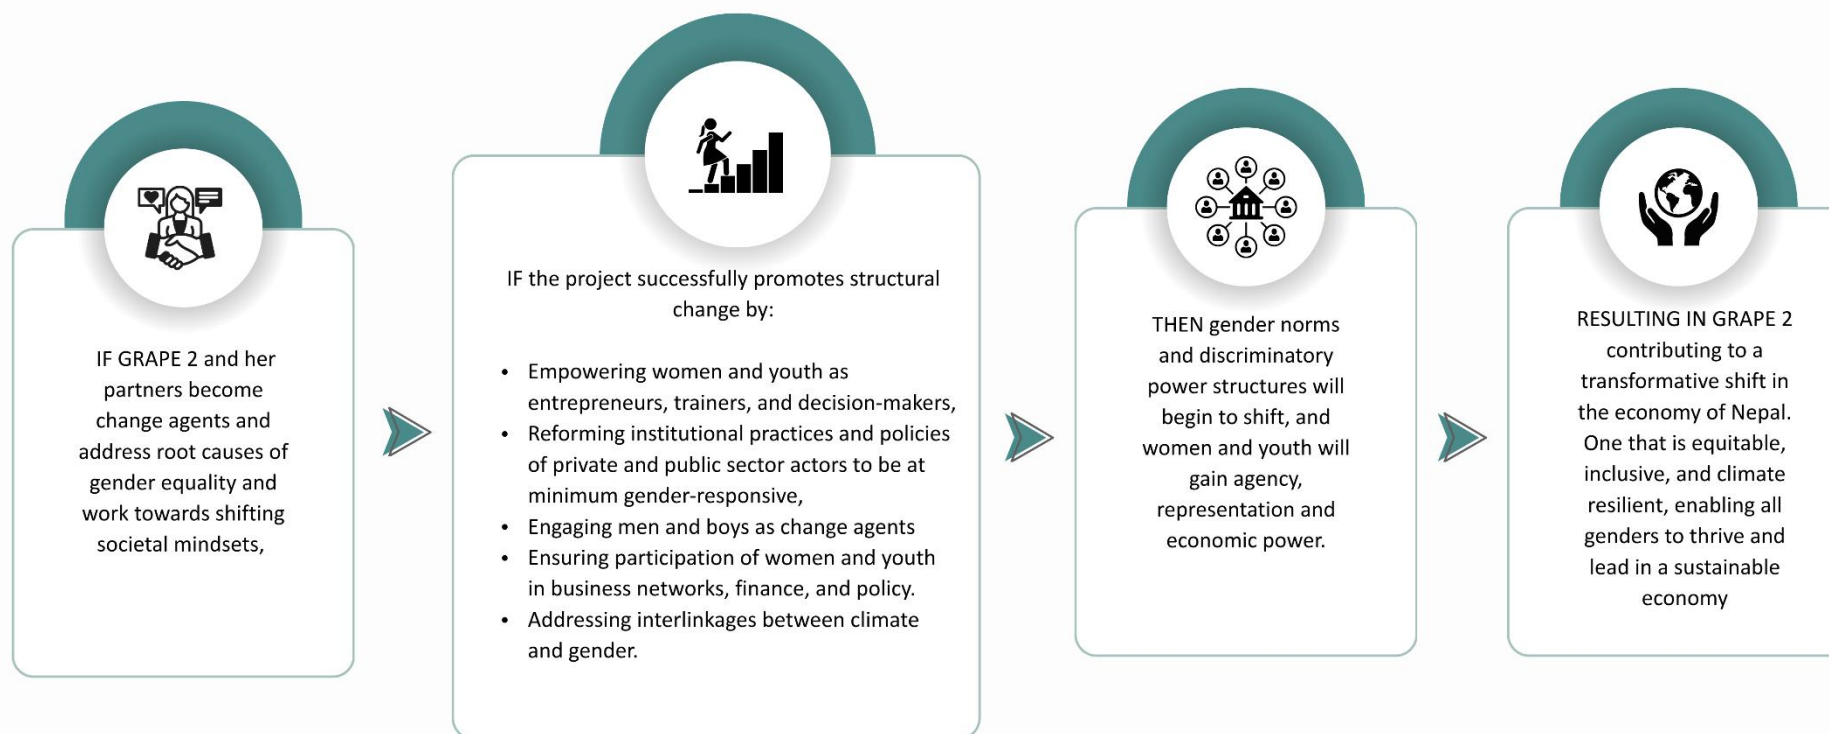 IF GRAPE 2 and her
partners become
change agents and
address root causes of
gender equality and
work towards shifting
societal mindsets,
IF the project successfully promotes structural
change by:
• Empowering women and youth as
entrepreneurs, trainers, and decision-makers,
• Reforming institutional practices and policies
of private and public sector actors to be at
minimum gender-responsive,
• Engaging men and boys as change agents
• Ensuring participation of women and youth
in business networks, finance, and policy.
• Addressing interlinkages between climate
and gender.
THEN gender norms
and discriminatory
power structures will
begin to shift, and
women and youth will
gain agency,
representation and
economic power.
RESULTING IN GRAPE 2
contributing to a
transformative shift in
the economy of Nepal.
One that is equitable,
inclusive, and climate
resilient, enabling all
genders to thrive and
lead in a sustainable
economy